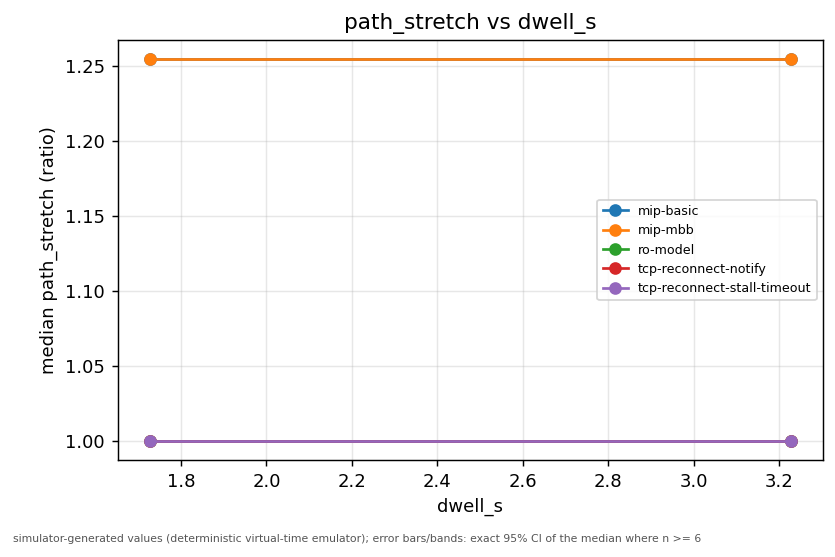 path_stretch vs dwell_s
median path_stretch (ratio)
1.25
1.20
1.15
1.10
1.05
1.00
mip-basic
mip-mbb
ro-model
tcp-reconnect-notify
tcp-reconnect-stall-timeout
1.8 2.0 2.2 2.4 2.6 2.8 3.0 3.2
dwell_s
simulator-generated values (deterministic virtual-time emulator); error bars/bands: exact 95% CI of the median where n >= 6